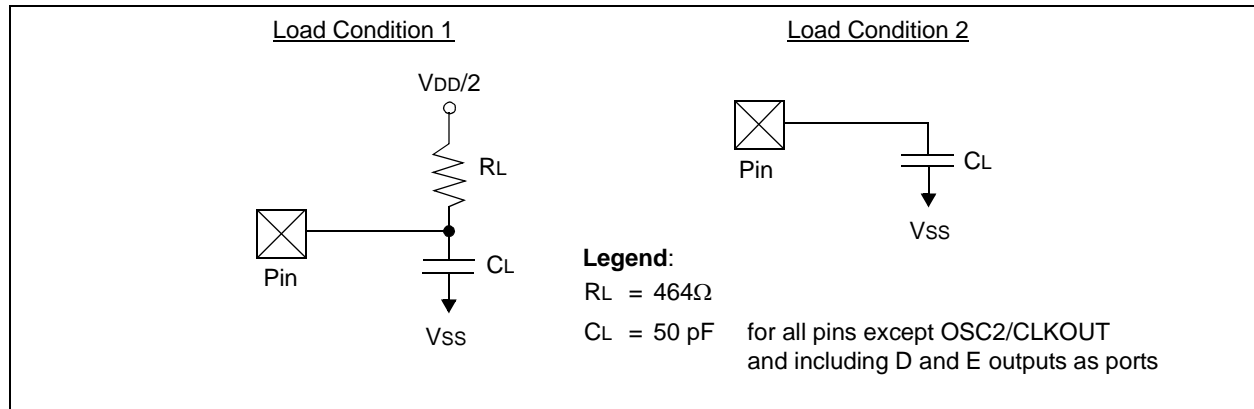 Load Condition 1
VDD/2
RL
Pin
CL
VSS
Load Condition 2
Pin
CL
VSS
Legend:
RL = 464Ω
CL = 50 pF for all pins except OSC2/CLKOUT
and including D and E outputs as ports